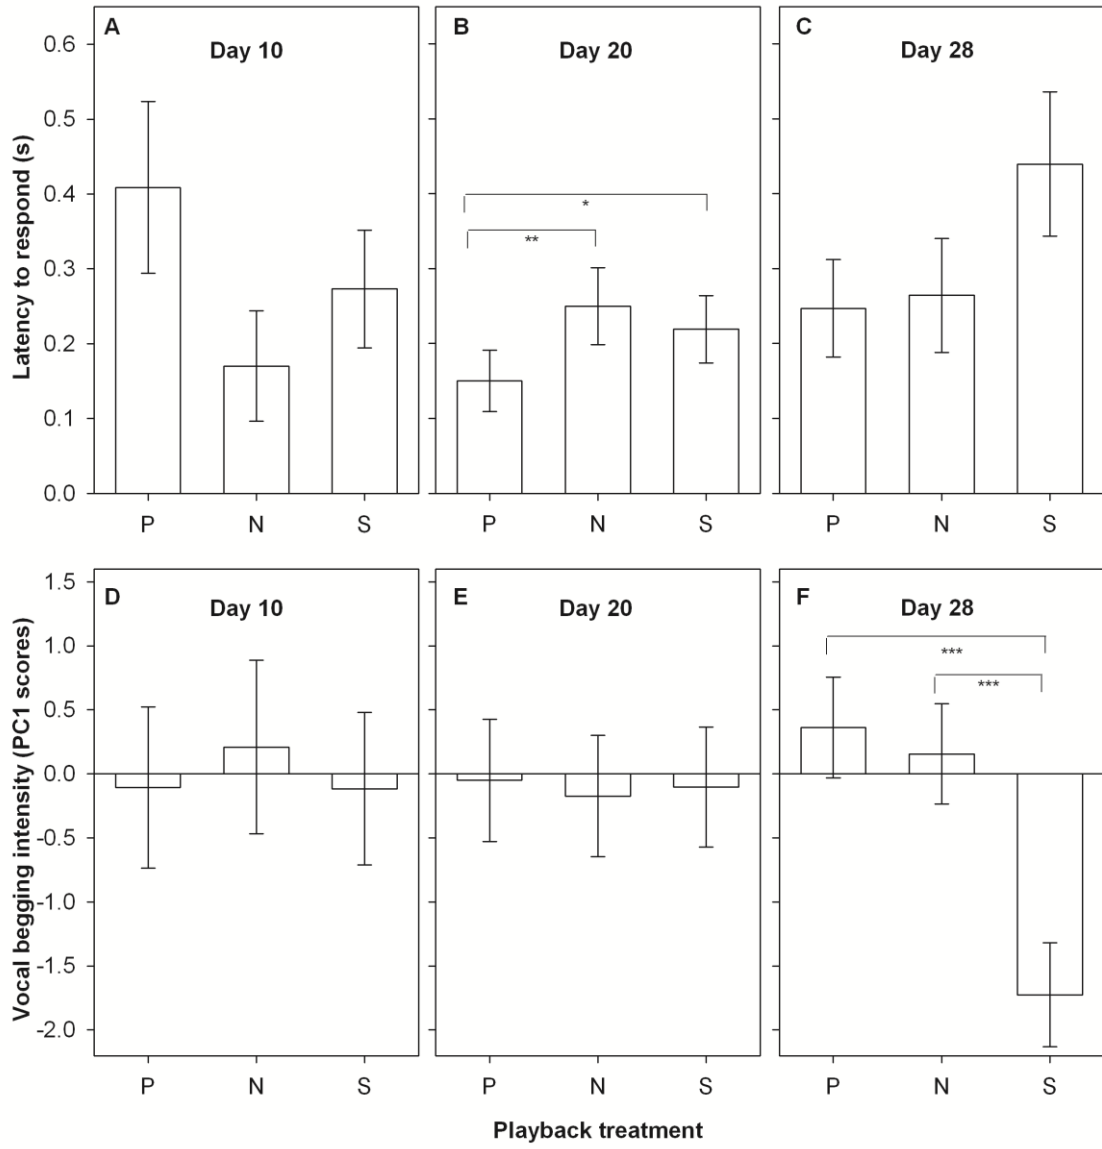 A
Day 10
B
Day 20
C
Day 28
Latency to respond (s)
0.6
0.5
0.4
0.3
0.2
0.1
0.0
*
**
P N S
P N S
P N S
D
Day 10
E
Day 20
F
Day 28
Vocal begging intensity (PC1 scores)
1.5
1.0
0.5
0.0
-0.5
-1.0
-1.5
-2.0
***
***
P N S
P N S
P N S
Playback treatment